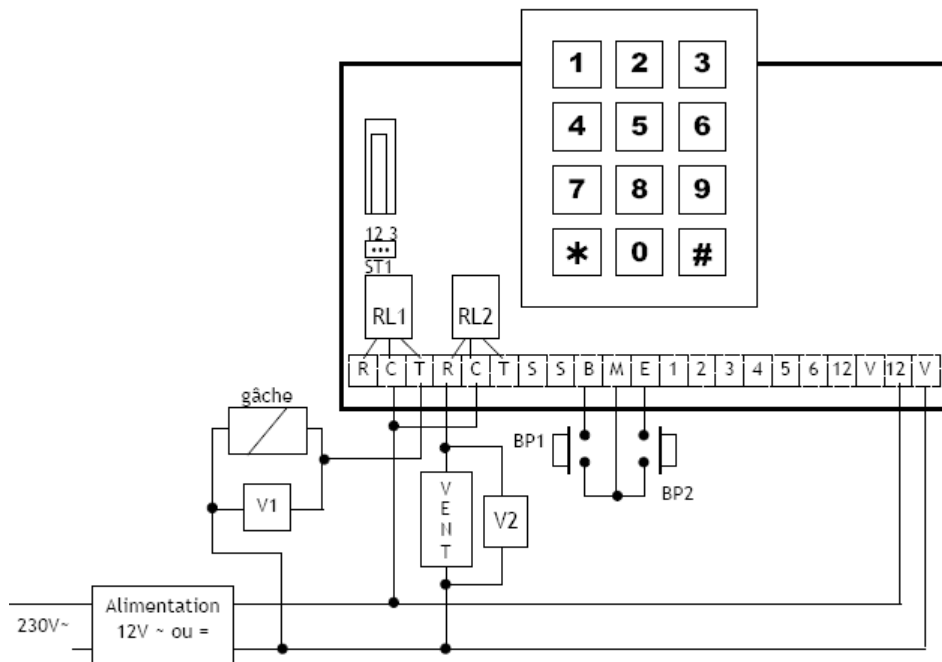 1 2 3
4 5 6
7 8 9
* 0 #
12 3
ST1
RL1 RL2
R C T R C T S S B M E 1 2 3 4 5 6 12 V 12 V
gâche
BP1
BP2
V1
VENT
V2
Alimentation
12V ~ ou =
230V~